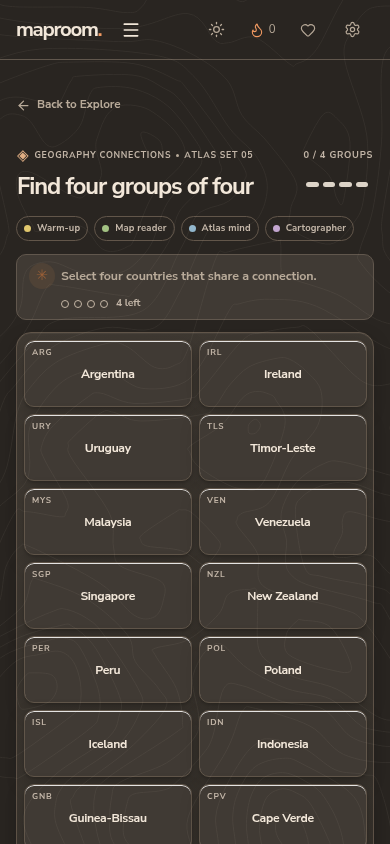 maproom.
0
Back to Explore
GEOGRAPHY CONNECTIONS • ATLAS SET 05
0 / 4 GROUPS
Find four groups of four
Warm-up
Map reader
Atlas mind
Cartographer
Select four countries that share a connection.
4 left
ARG
Argentina
IRL
Ireland
URY
Uruguay
TLS
Timor-Leste
MYS
Malaysia
VEN
Venezuela
SGP
Singapore
NZL
New Zealand
PER
Peru
POL
Poland
ISL
Iceland
IDN
Indonesia
GNB
Guinea-Bissau
CPV
Cape Verde